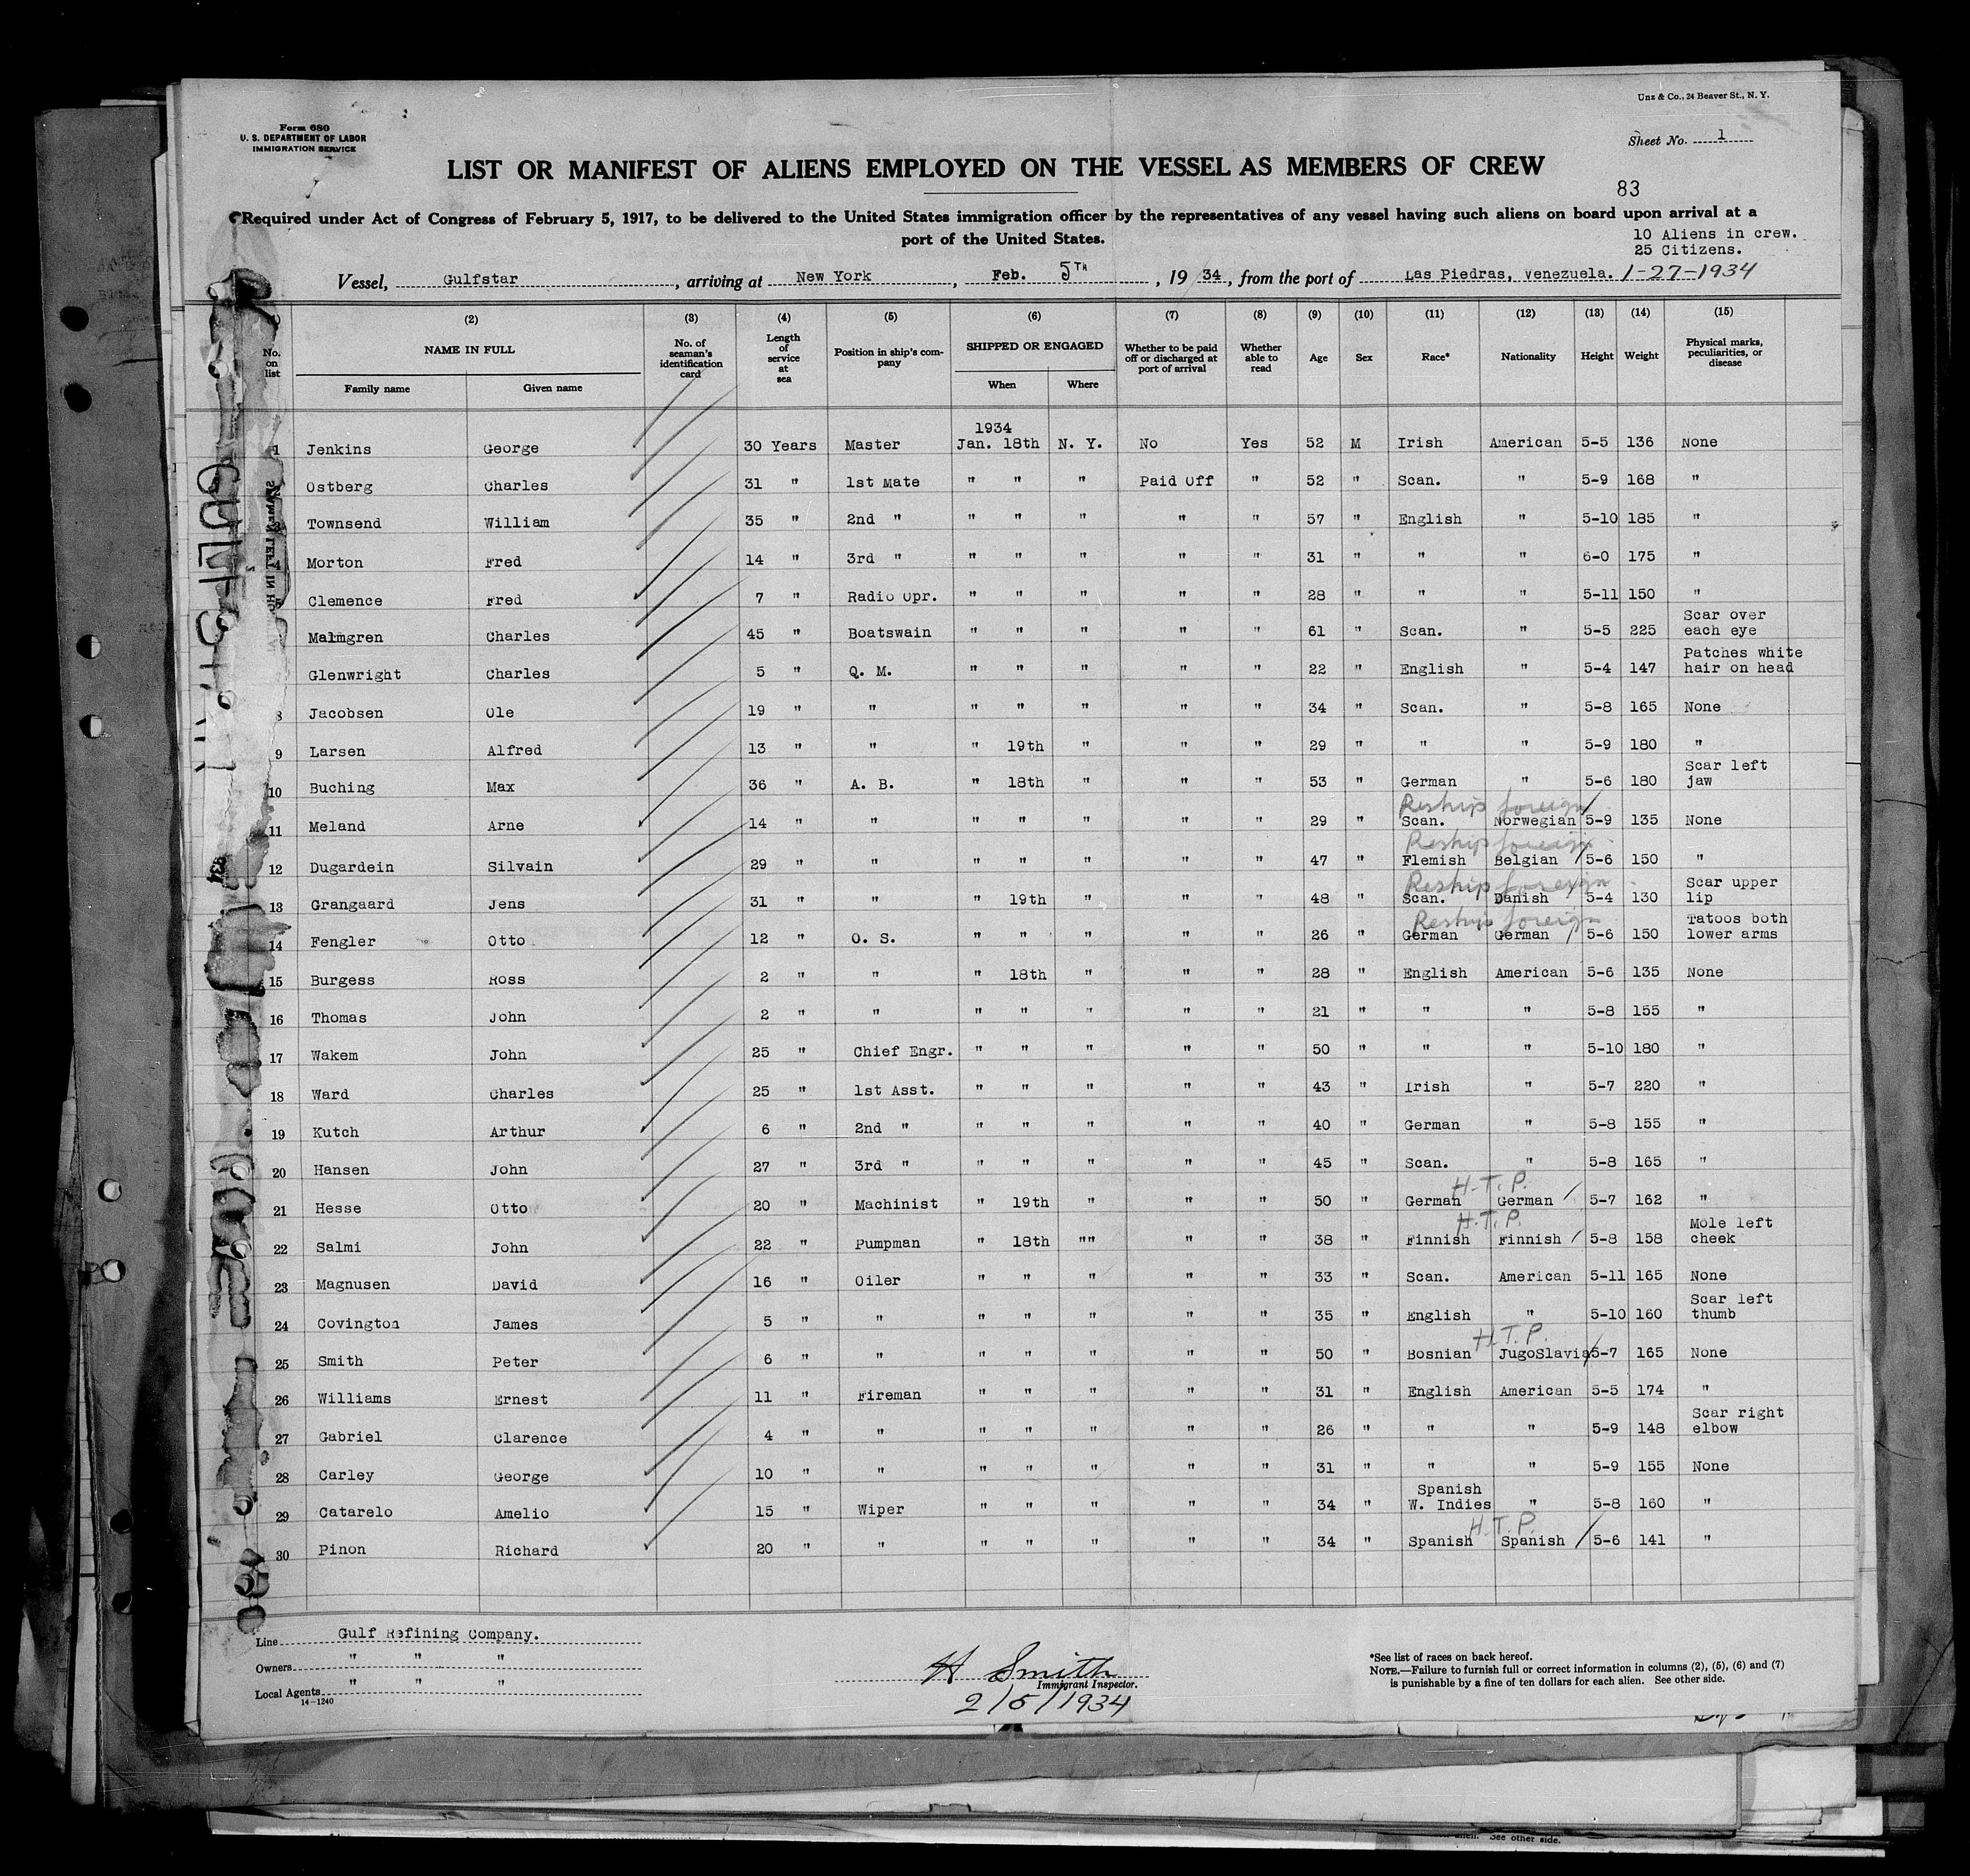 Unz & Co., 24 Beaver St., N. Y.
Form 680
U. S. DEPARTMENT OF LABOR
IMMIGRATION SERVICE
Sheet No. 1
LIST OR MANIFEST OF ALIENS EMPLOYED ON THE VESSEL AS MEMBERS OF CREW
83
Required under Act of Congress of February 5, 1917, to be delivered to the United States immigration officer by the representatives of any vessel having such aliens on board upon arrival at a
port of the United States.
10 Aliens in crew.
25 Citizens.
Vessel, Gulfstar, arriving at New York, Feb. 5TH, 1934, from the port of Las Piedras, Venezuela. 1-27-1934
(2) (3) (4) (5) (6) (7) (8) (9) (10) (11) (12) (13) (14) (15)
No. on list NAME IN FULL Family name Given name No. of seaman's identification card Length of service at sea Position in ship's company SHIPPED OR ENGAGED When Where Whether to be paid off or discharged at port of arrival Whether able to read Age Sex Race* Nationality Height Weight Physical marks, peculiarities, or disease
1934
1 Jenkins George 30 Years Master Jan. 18th N. Y. No Yes 52 M Irish American 5-5 136 None
Ostberg Charles 31 " 1st Mate " " " Paid Off " 52 " Scan. " 5-9 168 "
Townsend William 35 " 2nd " " " " " " 57 " English " 5-10 185 "
Morton Fred 14 " 3rd " " " " " " 31 " " " 6-0 175 "
5 Clemence Fred 7 " Radio Opr. " " " " " 28 " " " 5-11 150 "
Malmgren Charles 45 " Boatswain " " " " " 61 " Scan. " 5-5 225 Scar over each eye
Glenwright Charles 5 " Q. M. " " " " " 22 " English " 5-4 147 Patches white hair on head
8 Jacobsen Ole 19 " " " " " " " 34 " Scan. " 5-8 165 None
9 Larsen Alfred 13 " " " 19th " " " 29 " " " 5-9 180 "
10 Buching Max 36 " A. B. " 18th " " " 53 " German " 5-6 180 Scar left jaw
Reship foreign
11 Meland Arne 14 " " " " " " " 29 " Scan. Norwegian 5-9 135 None
Reship foreign
12 Dugardein Silvain 29 " " " " " " " 47 " Flemish Belgian 5-6 150 "
Reship foreign
13 Grangaard Jens 31 " " " 19th " " " 48 " Scan. Danish 5-4 130 Scar upper lip
Reship foreign
14 Fengler Otto 12 " O. S. " " " " " 26 " German German 5-6 150 Tatoos both lower arms
15 Burgess Ross 2 " " " 18th " " " 28 " English American 5-6 135 None
16 Thomas John 2 " " " " " " " 21 " " " 5-8 155 "
17 Wakem John 25 " Chief Engr. " " " " " 50 " " " 5-10 180 "
18 Ward Charles 25 " 1st Asst. " " " " " 43 " Irish " 5-7 220 "
19 Kutch Arthur 6 " 2nd " " " " " " 40 " German " 5-8 155 "
20 Hansen John 27 " 3rd " " " " " " 45 " Scan. " 5-8 165 "
H. T. P.
21 Hesse Otto 20 " Machinist " 19th " " " 50 " German German 5-7 162 "
H. T. P.
22 Salmi John 22 " Pumpman " 18th "" " " 38 " Finnish Finnish 5-8 158 Mole left cheek
23 Magnusen David 16 " Oiler " " " " " 33 " Scan. American 5-11 165 None
24 Covington James 5 " " " " " " " 35 " English " 5-10 160 Scar left thumb
H. T. P.
25 Smith Peter 6 " " " " " " " 50 " Bosnian JugoSlavia 5-7 165 None
26 Williams Ernest 11 " Fireman " " " " " 31 " English American 5-5 174 "
27 Gabriel Clarence 4 " " " " " " " 26 " " " 5-9 148 Scar right elbow
28 Carley George 10 " " " " " " " 31 " " " 5-9 155 None
29 Catarelo Amelio 15 " Wiper " " " " " 34 " Spanish W. Indies " 5-8 160 "
H. T. P.
30 Pinon Richard 20 " " " " " " " 34 " Spanish Spanish 5-6 141 "
Line Gulf Refining Company.
Owners " " "
Local Agents " " "
14-1240
H Smith
Immigrant Inspector.
2/5/1934
*See list of races on back hereof.
NOTE.—Failure to furnish full or correct information in columns (2), (5), (6) and (7)
is punishable by a fine of ten dollars for each alien. See other side.
See other side.